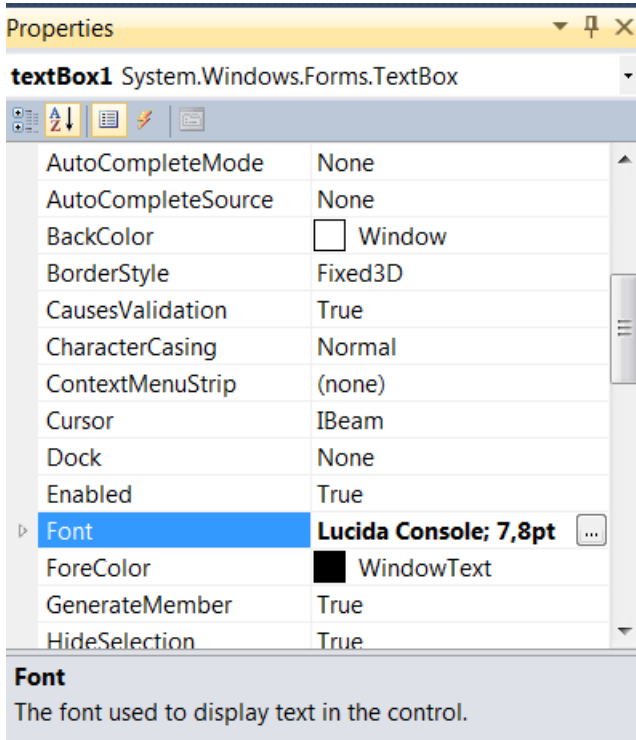 Properties
textBox1 System.Windows.Forms.TextBox
AutoCompleteMode None
AutoCompleteSource None
BackColor Window
BorderStyle Fixed3D
CausesValidation True
CharacterCasing Normal
ContextMenuStrip (none)
Cursor IBeam
Dock None
Enabled True
Font Lucida Console; 7,8pt ...
ForeColor WindowText
GenerateMember True
HideSelection True
Font
The font used to display text in the control.